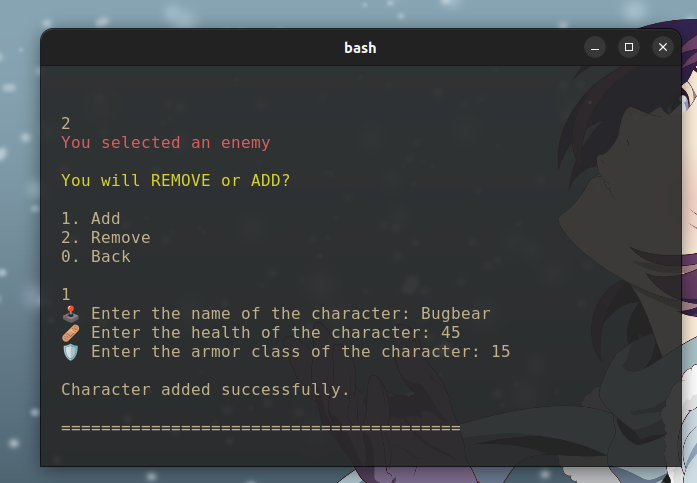 bash
2
You selected an enemy
You will REMOVE or ADD?
1. Add
2. Remove
0. Back
1
🕹️ Enter the name of the character: Bugbear
🩹 Enter the health of the character: 45
🛡️ Enter the armor class of the character: 15
Character added successfully.
========================================